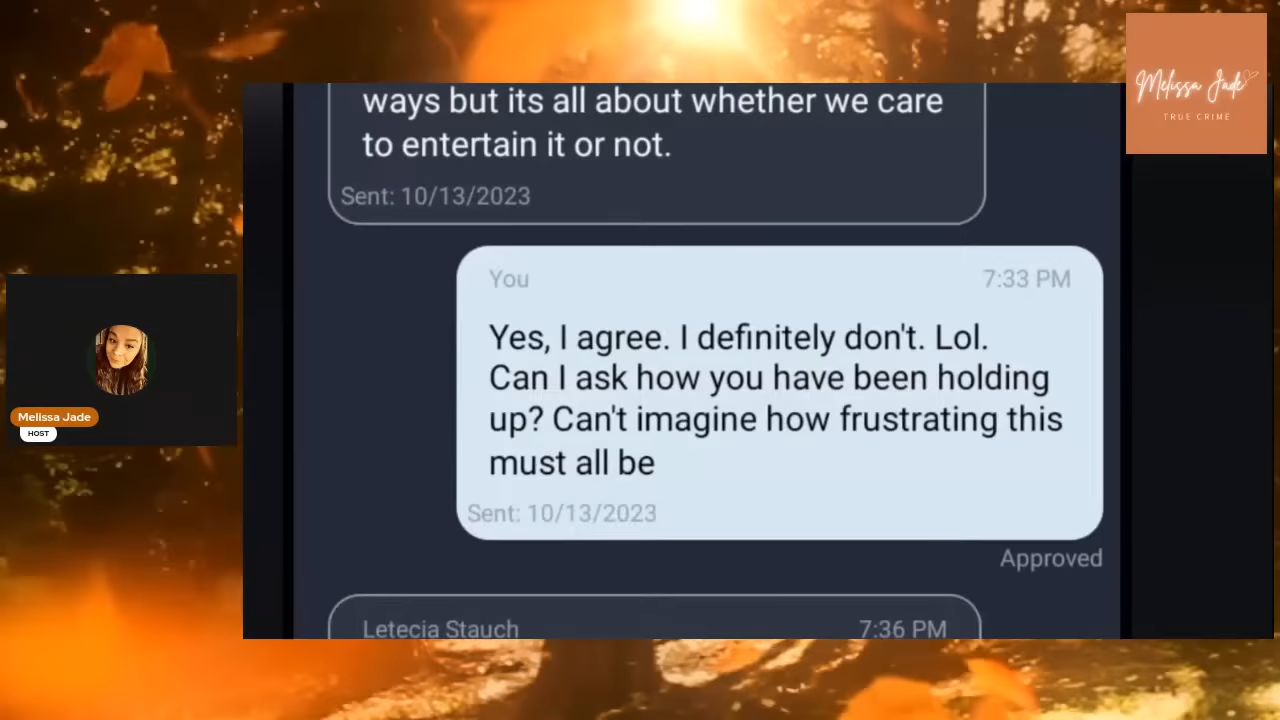 Melissa Jade
TRUE CRIME
ways but its all about whether we care
to entertain it or not.
Sent: 10/13/2023
You 7:33 PM
Yes, I agree. I definitely don't. Lol.
Can I ask how you have been holding
up? Can't imagine how frustrating this
must all be
Sent: 10/13/2023
Approved
Letecia Stauch 7:36 PM
Melissa Jade
HOST